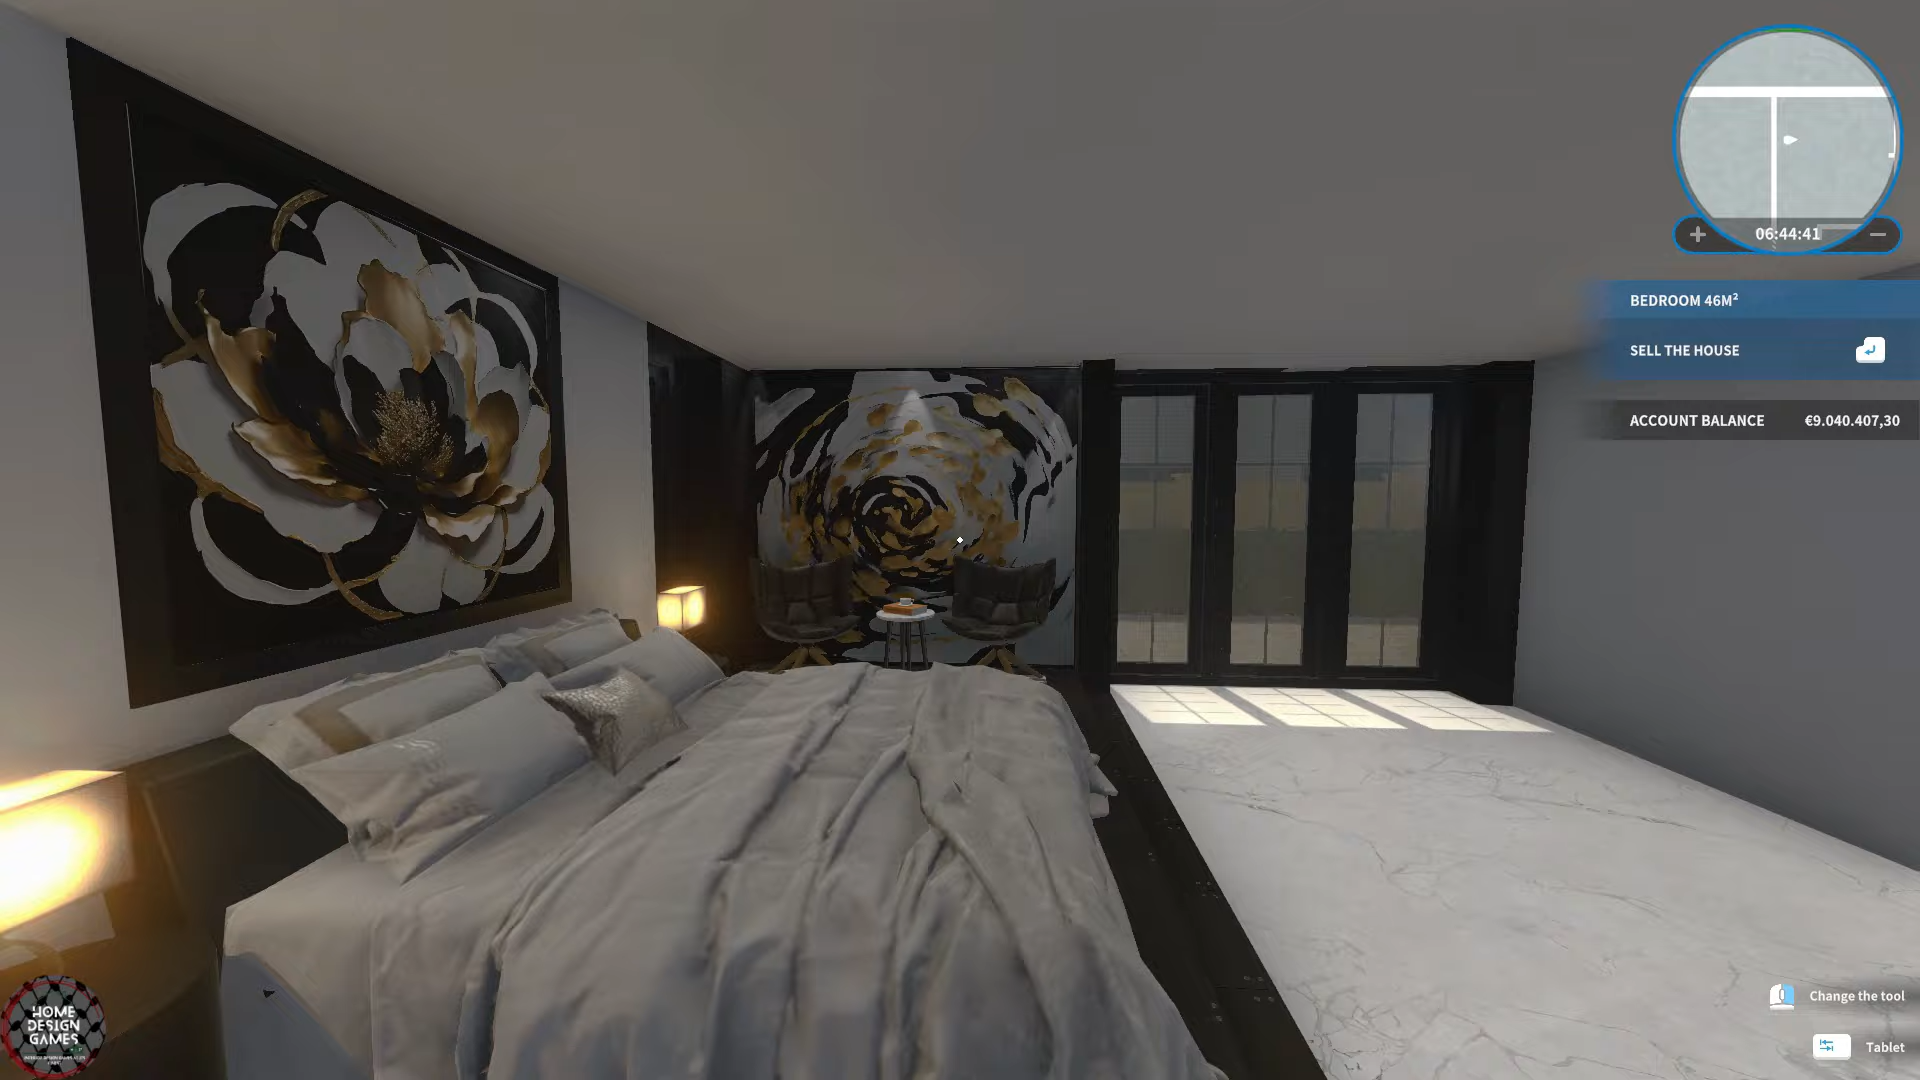 06:44:41
BEDROOM 46M²
SELL THE HOUSE
ACCOUNT BALANCE €9.040.407,30
HOME
DESIGN
GAMES
Change the tool
Tablet